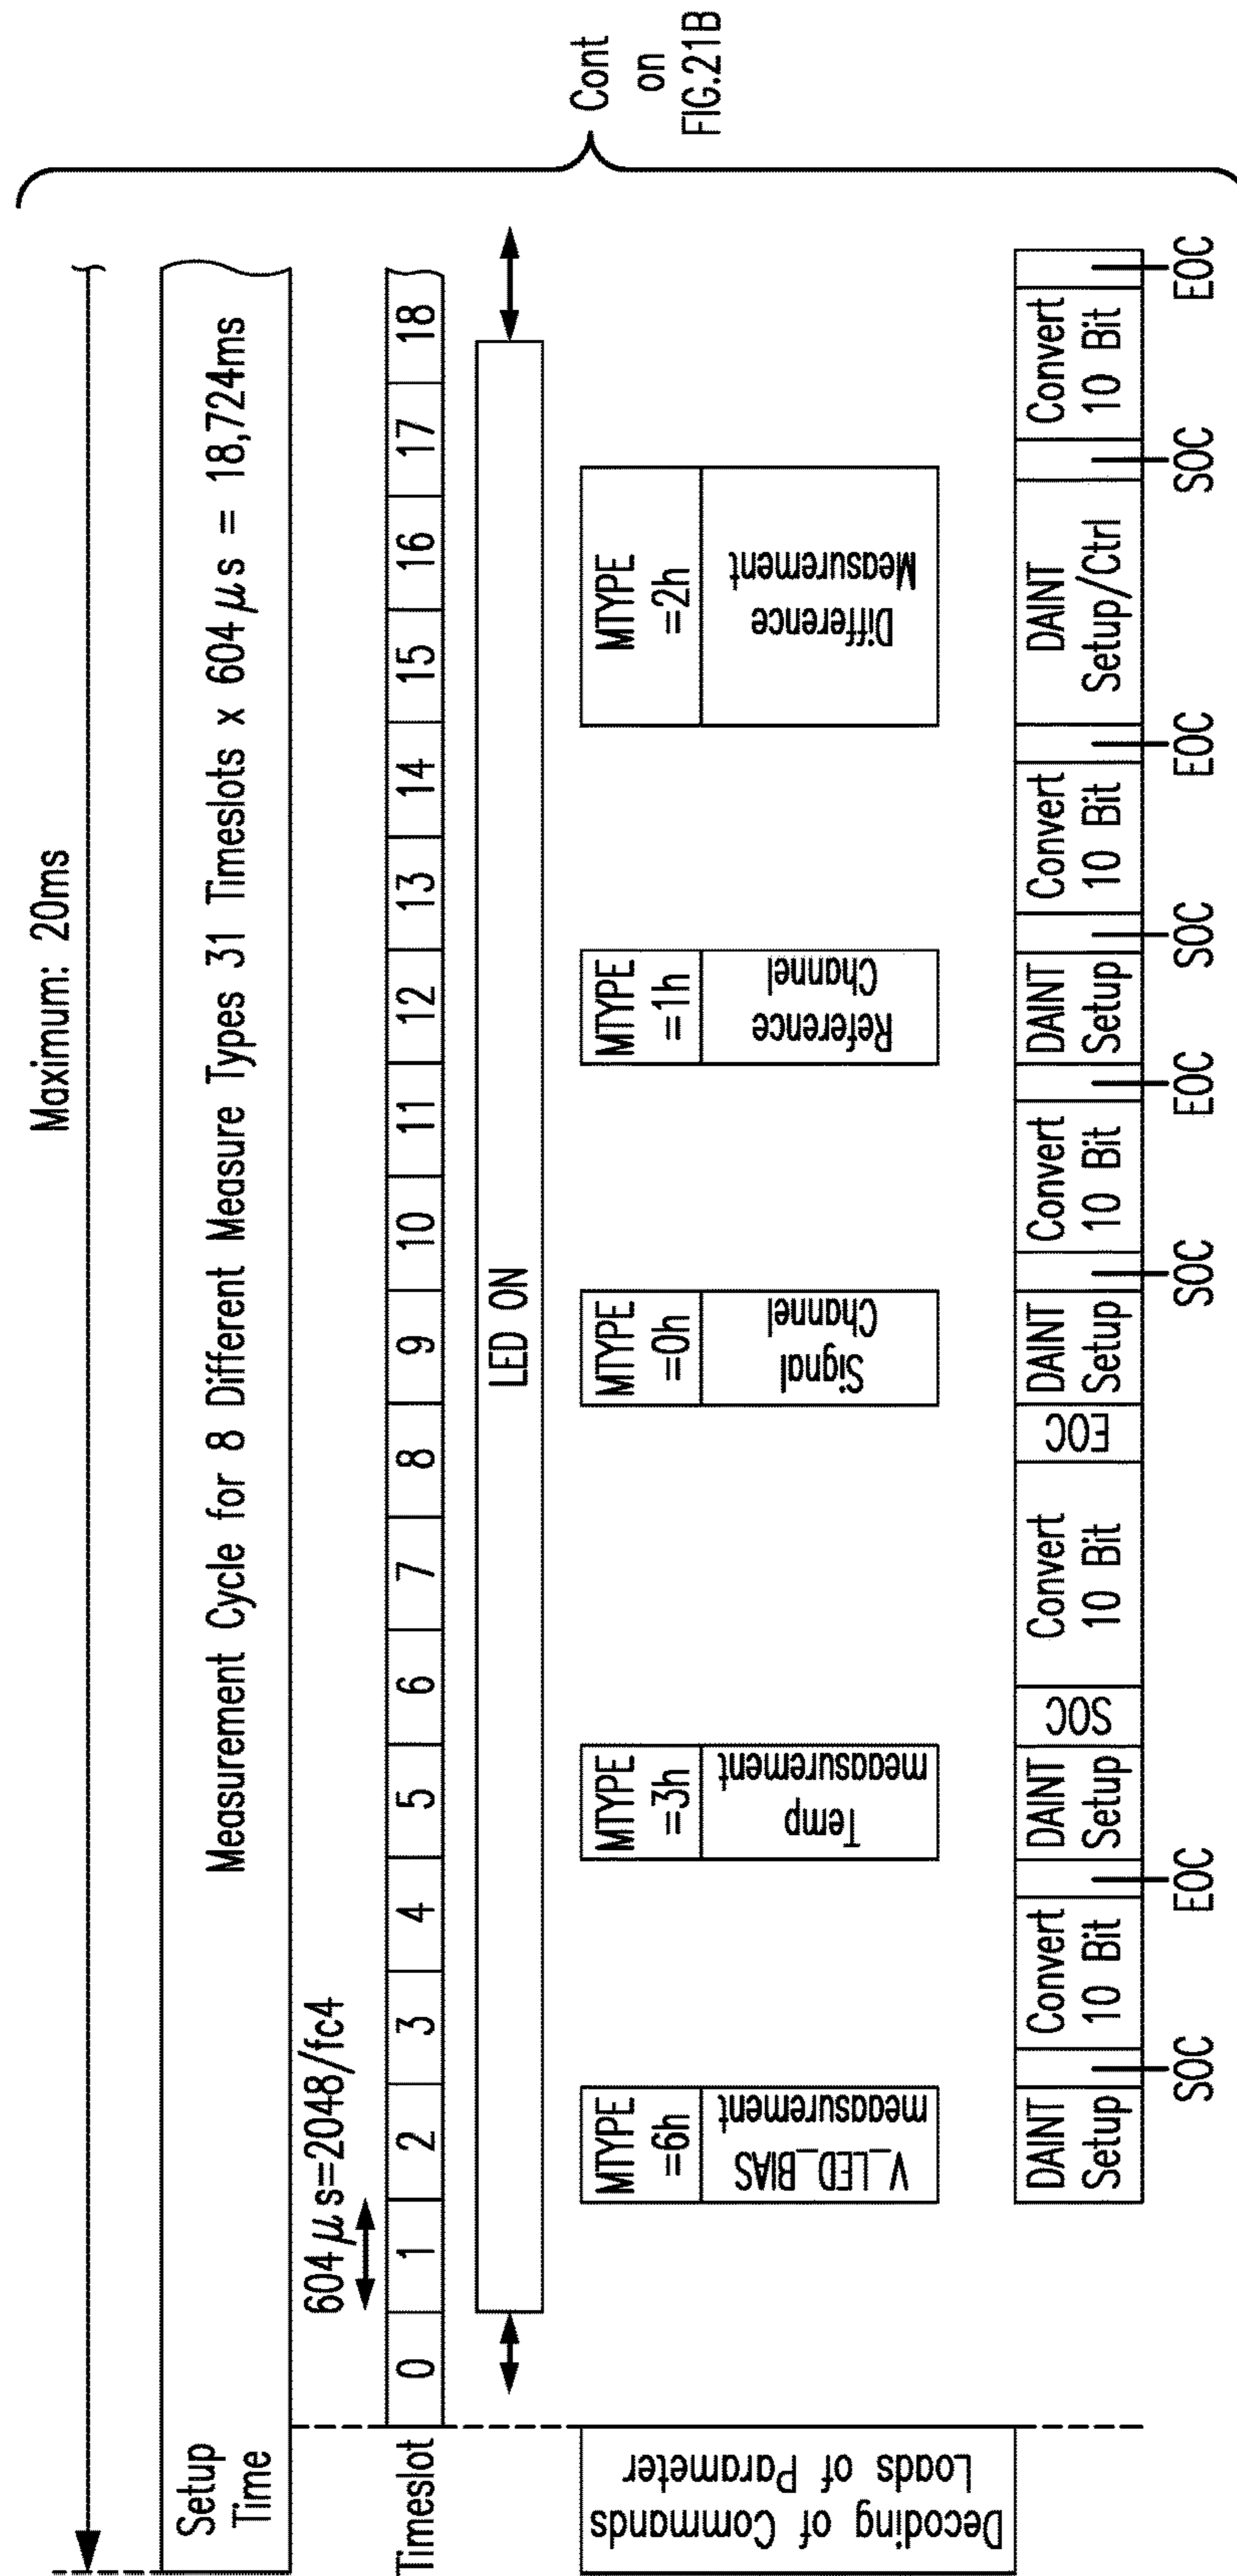 Maximum: 20ms
Setup
Time
Measurement Cycle for 8 Different Measure Types 31 Timeslots x 604 μs = 18,724ms
604 μs=2048/fc4
Timeslot
0 1 2 3 4 5 6 7 8 9 10 11 12 13 14 15 16 17 18
LED ON
Decoding of Commands
Loads of Parameter
MTYPE
=6h
V_LED_BIAS
measurement
MTYPE
=3h
Temp
measurement
MTYPE
=0h
Signal
Channel
MTYPE
=1h
Reference
Channel
MTYPE
=2h
Difference
Measurement
DAINT
Setup
SOC
Convert
10 Bit
EOC
DAINT
Setup
SOC
Convert
10 Bit
EOC
DAINT
Setup
SOC
Convert
10 Bit
EOC
DAINT
Setup
SOC
Convert
10 Bit
EOC
DAINT
Setup/Ctrl
SOC
Convert
10 Bit
EOC
Cont
on
FIG.21B